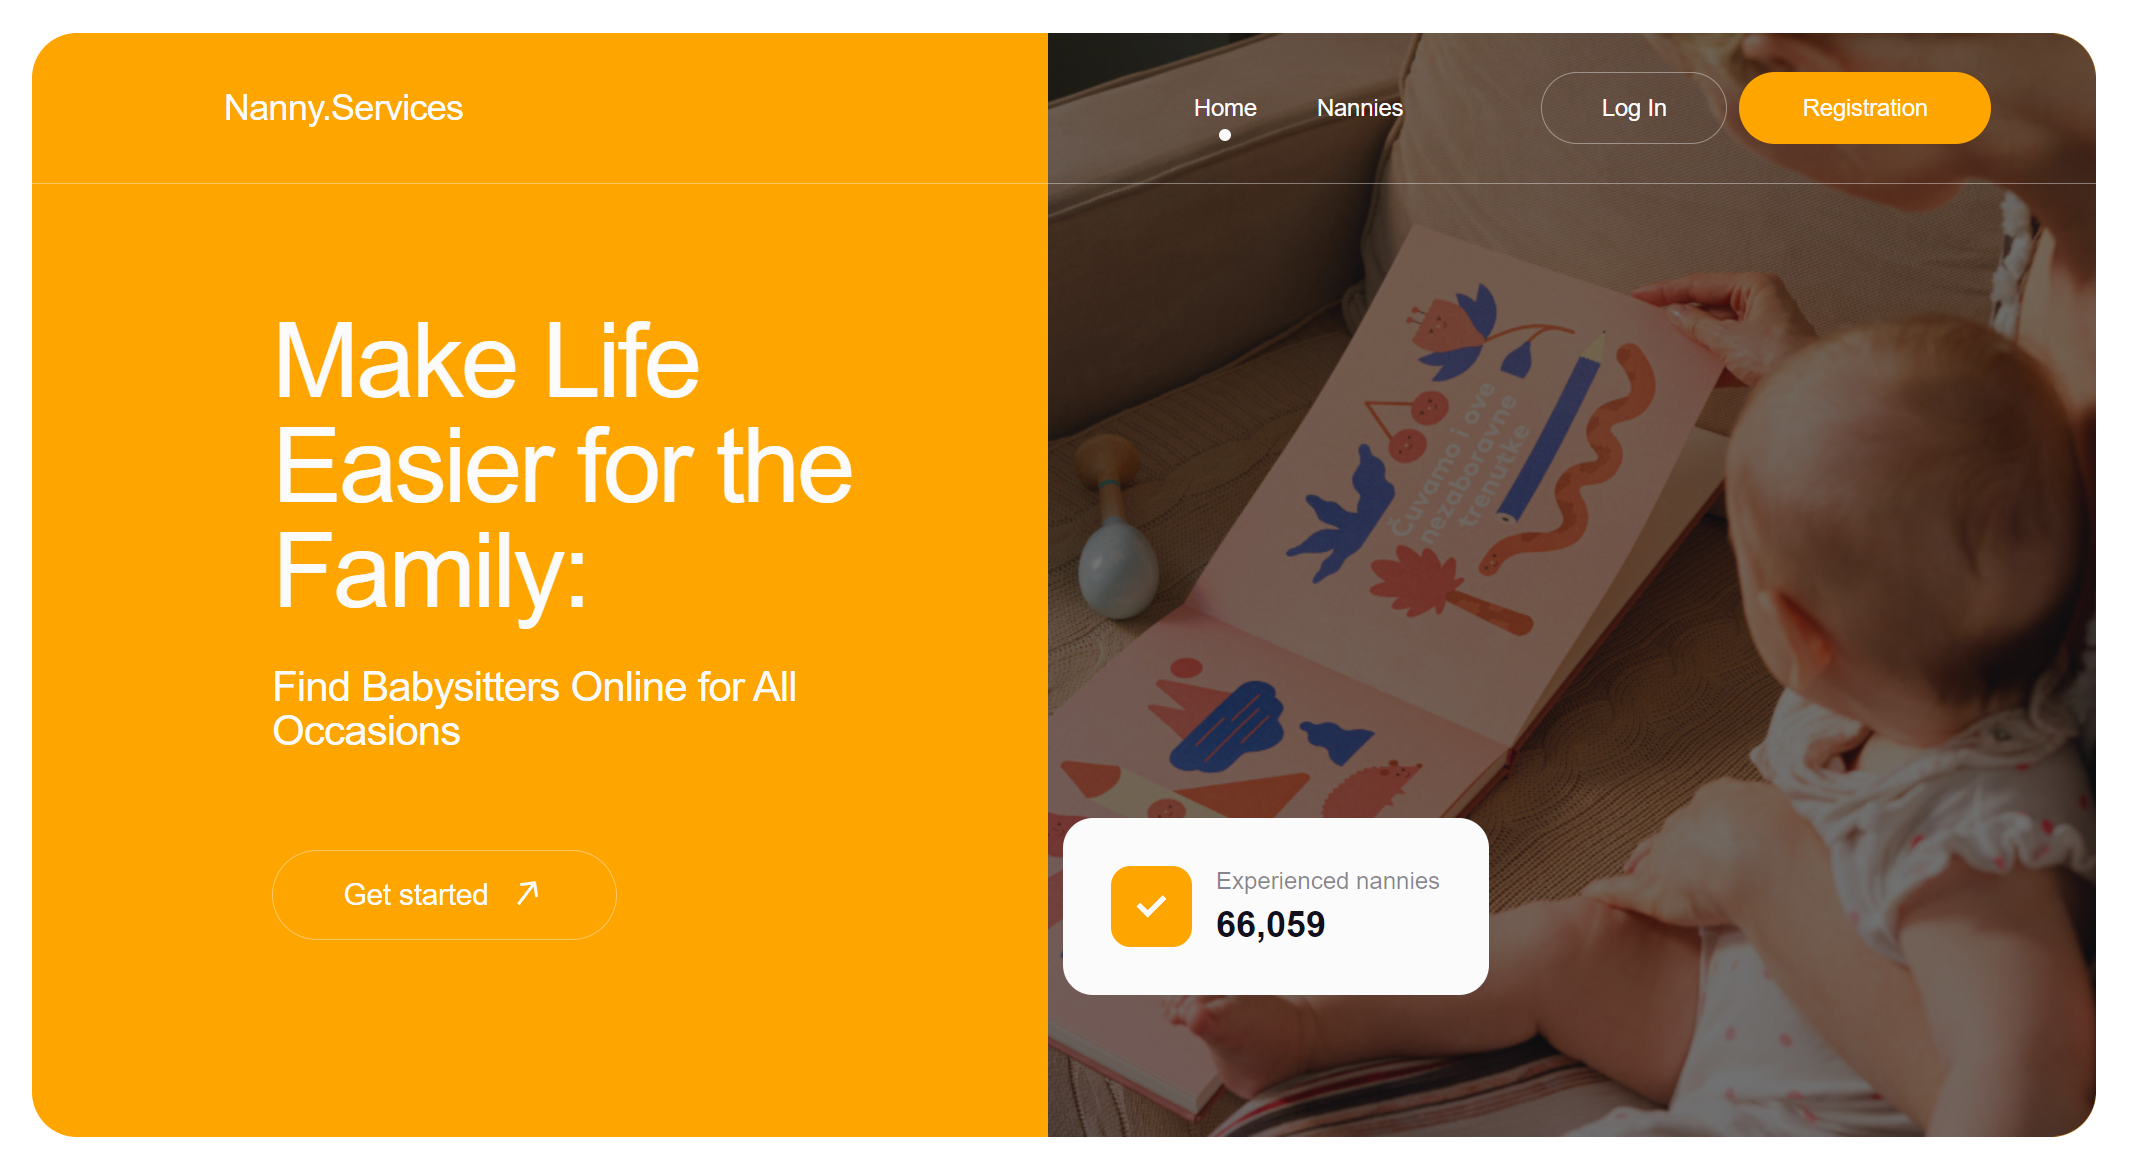 Nanny.Services
Home
Nannies
Log In
Registration
Make Life
Easier for the
Family:
Find Babysitters Online for All
Occasions
Get started
Čuvamo i ove
nezaboravne
trenutke
Experienced nannies
66,059